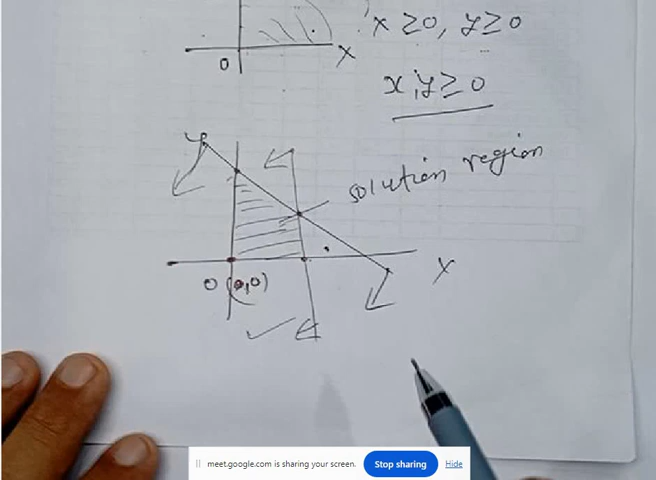 x ≥ 0, y ≥ 0
0
X
x, y ≥ 0
y
solution region
0 (0,0)
X
meet.google.com is sharing your screen. Stop sharing Hide